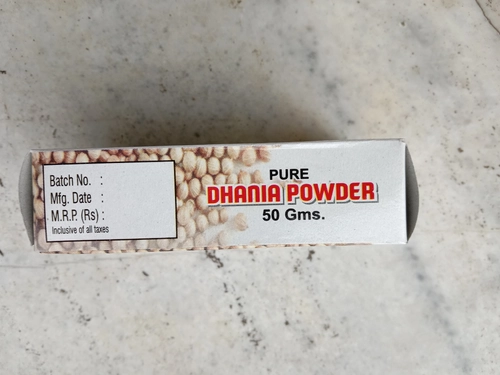 Batch No. :
Mfg. Date :
M.R.P. (Rs) :
Inclusive of all taxes
PURE
DHANIA POWDER
50 Gms.